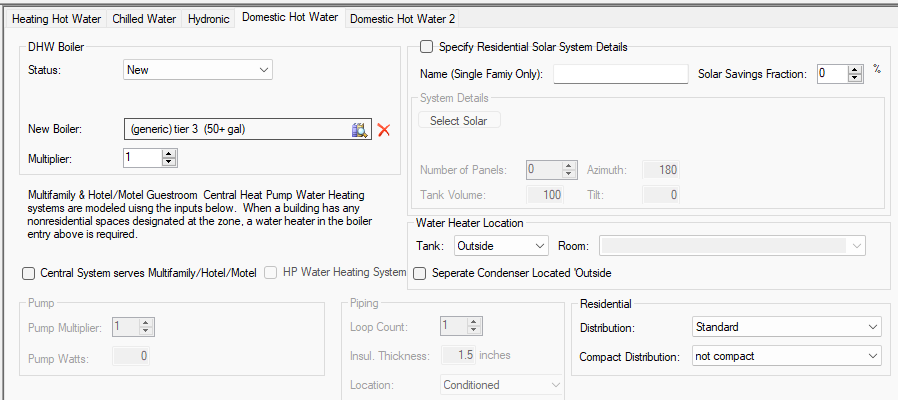 Heating Hot Water Chilled Water Hydronic Domestic Hot Water Domestic Hot Water 2
DHW Boiler
Status: New
New Boiler: (generic) tier 3 (50+ gal)
Multiplier: 1
Multifamily & Hotel/Motel Guestroom Central Heat Pump Water Heating
systems are modeled uisng the inputs below. When a building has any
nonresidential spaces designated at the zone, a water heater in the boiler
entry above is required.
Central System serves Multifamily/Hotel/Motel HP Water Heating System
Specify Residential Solar System Details
Name (Single Famiy Only): Solar Savings Fraction: 0 %
System Details
Select Solar
Number of Panels: 0 Azimuth: 180
Tank Volume: 100 Tilt: 0
Water Heater Location
Tank: Outside Room:
Seperate Condenser Located 'Outside
Pump
Pump Multiplier: 1
Pump Watts: 0
Piping
Loop Count: 1
Insul. Thickness: 1.5 inches
Location: Conditioned
Residential
Distribution: Standard
Compact Distribution: not compact